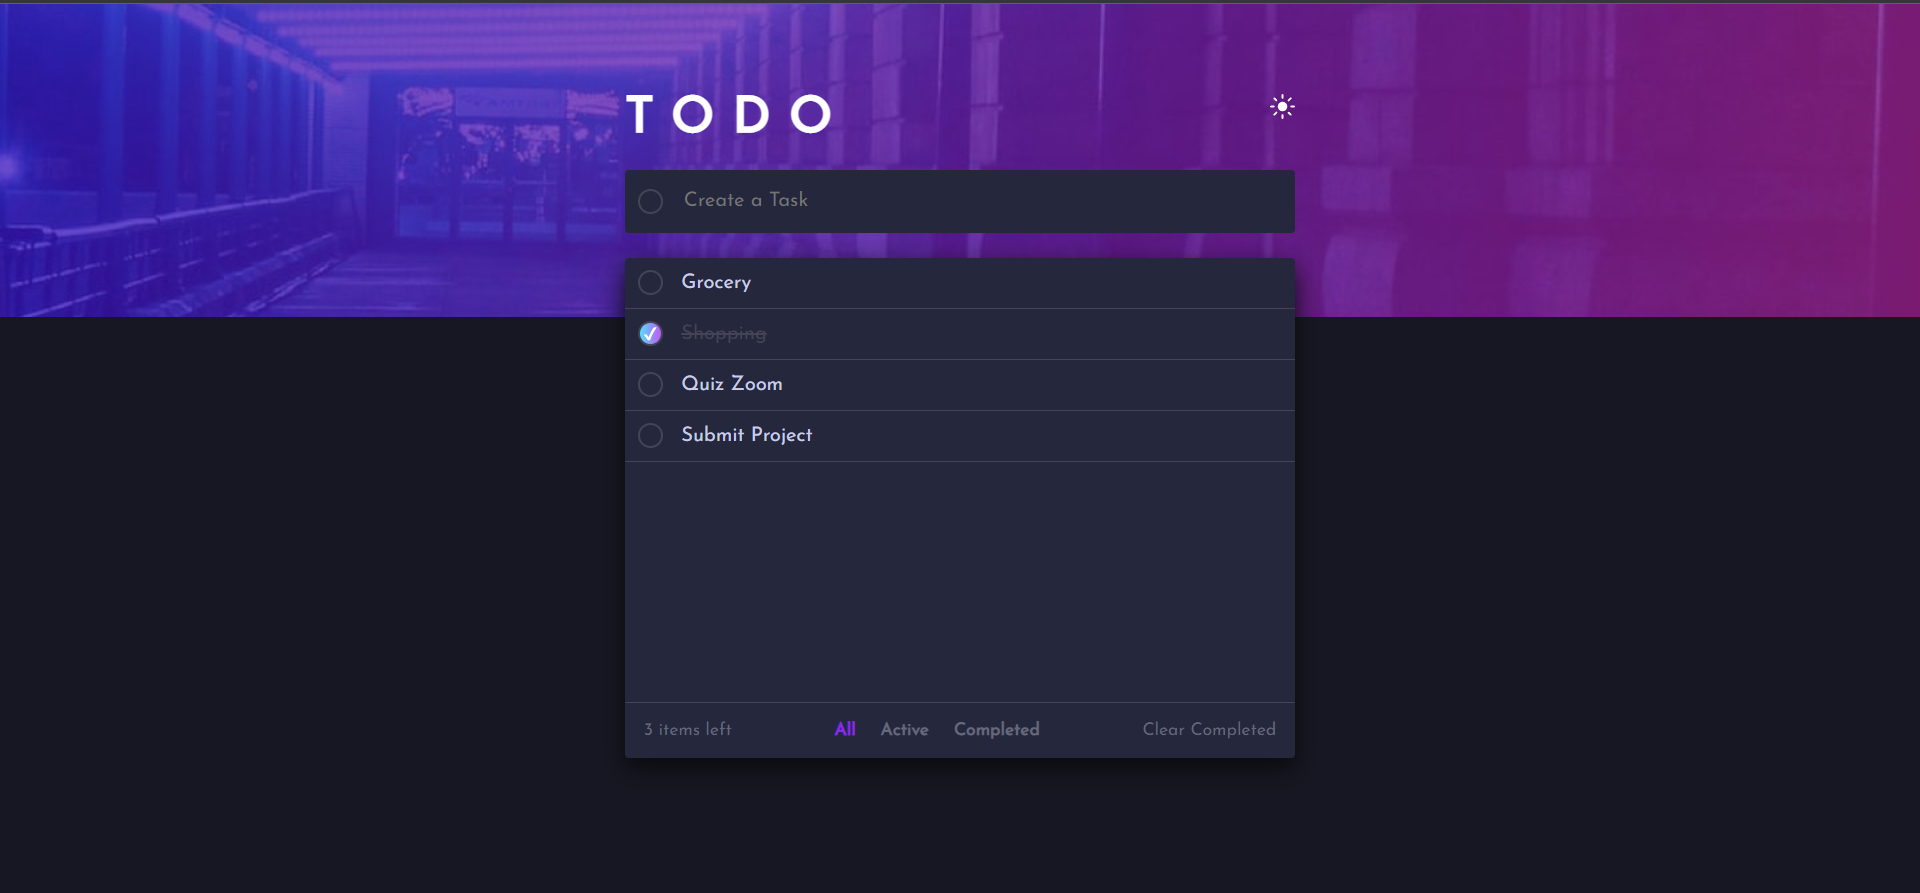 TODO
Create a Task
Grocery
Shopping
Quiz Zoom
Submit Project
3 items left All Active Completed Clear Completed